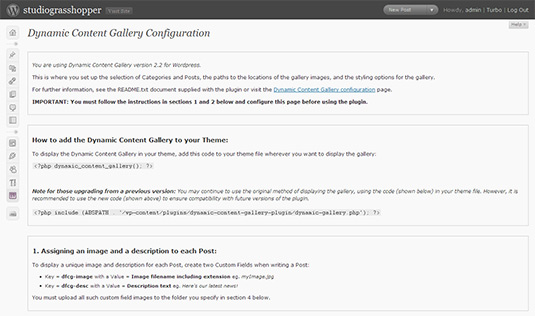 studiograsshopper Visit Site
New Post
Howdy, admin | Turbo | Log Out
Help
Dynamic Content Gallery Configuration
You are using Dynamic Content Gallery version 2.2 for Wordpress.
This is where you set up the selection of Categories and Posts, the paths to the locations of the gallery images, and the styling options for the gallery.
For further information, see the README.txt document supplied with the plugin or visit the Dynamic Content Gallery configuration page.
IMPORTANT: You must follow the instructions in sections 1 and 2 below and configure this page before using the plugin.
How to add the Dynamic Content Gallery to your Theme:
To display the Dynamic Content Gallery in your theme, add this code to your theme file wherever you want to display the gallery:
<?php dynamic_content_gallery(); ?>
Note for those upgrading from a previous version: You may continue to use the original method of displaying the gallery, using the code (shown below) in your theme file. However, it is
recommended to use the new code (shown above) to ensure compatibility with future versions of the plugin.
<?php include (ABSPATH . '/wp-content/plugins/dynamic-content-gallery-plugin/dynamic-gallery.php'); ?>
1. Assigning an image and a description to each Post:
To display a unique image and description for each Post, create two Custom Fields when writing a Post:
• Key = dfcg-image with a Value = Image filename including extension eg. myImage.jpg
• Key = dfcg-desc with a Value = Description text eg. Here's our latest news!
You must upload all such custom field images to the folder you specify in section 4 below.